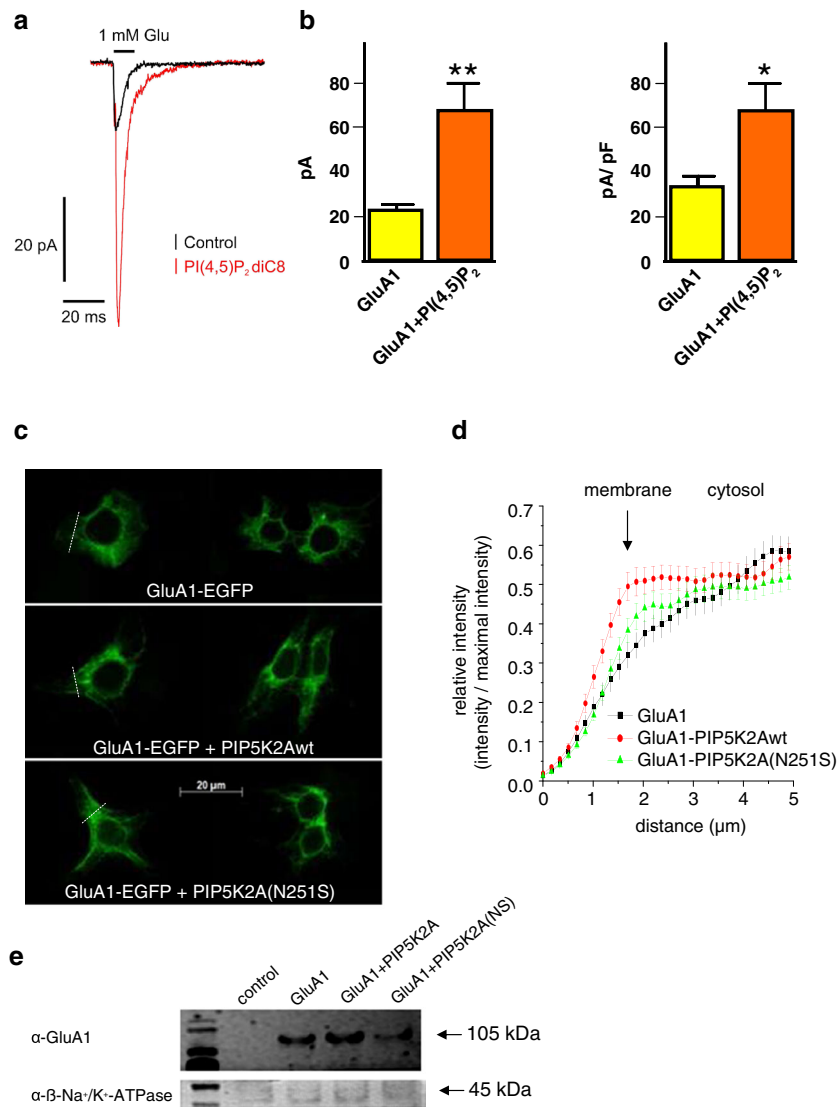 a
1 mM Glu
20 pA
Control
PI(4,5)P₂diC8
20 ms
b
80
60
40
20
0
pA
**
GluA1
GluA1+PI(4,5)P₂
80
60
40
20
0
pA/ pF
*
GluA1
GluA1+PI(4,5)P₂
c
GluA1-EGFP
GluA1-EGFP + PIP5K2Awt
20 µm
GluA1-EGFP + PIP5K2A(N251S)
d
membrane
cytosol
0.7
0.6
0.5
0.4
0.3
0.2
0.1
0.0
relative intensity
(intensity / maximal intensity)
GluA1
GluA1-PIP5K2Awt
GluA1-PIP5K2A(N251S)
0 1 2 3 4 5
distance (µm)
e
control
GluA1
GluA1+PIP5K2A
GluA1+PIP5K2A(NS)
α-GluA1
105 kDa
α-ß-Na⁺/K⁺-ATPase
45 kDa